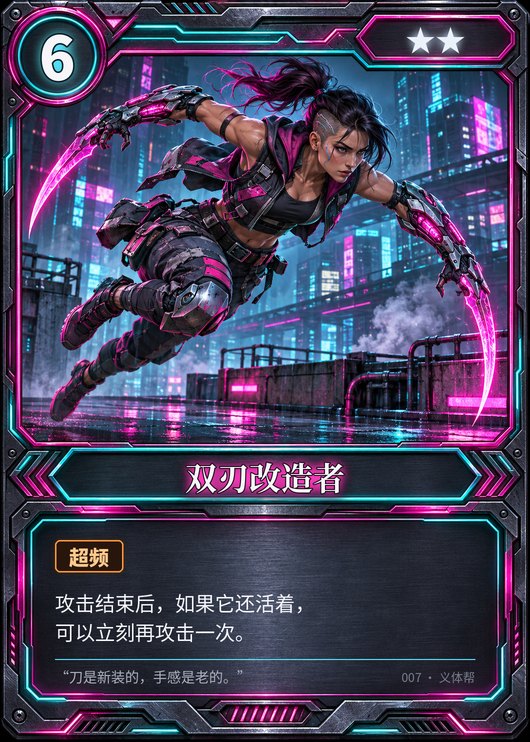 6
★★
双刃改造者
超频
攻击结束后，如果它还活着，
可以立刻再攻击一次。
“刀是新装的，手感是老的。”
007 · 义体帮